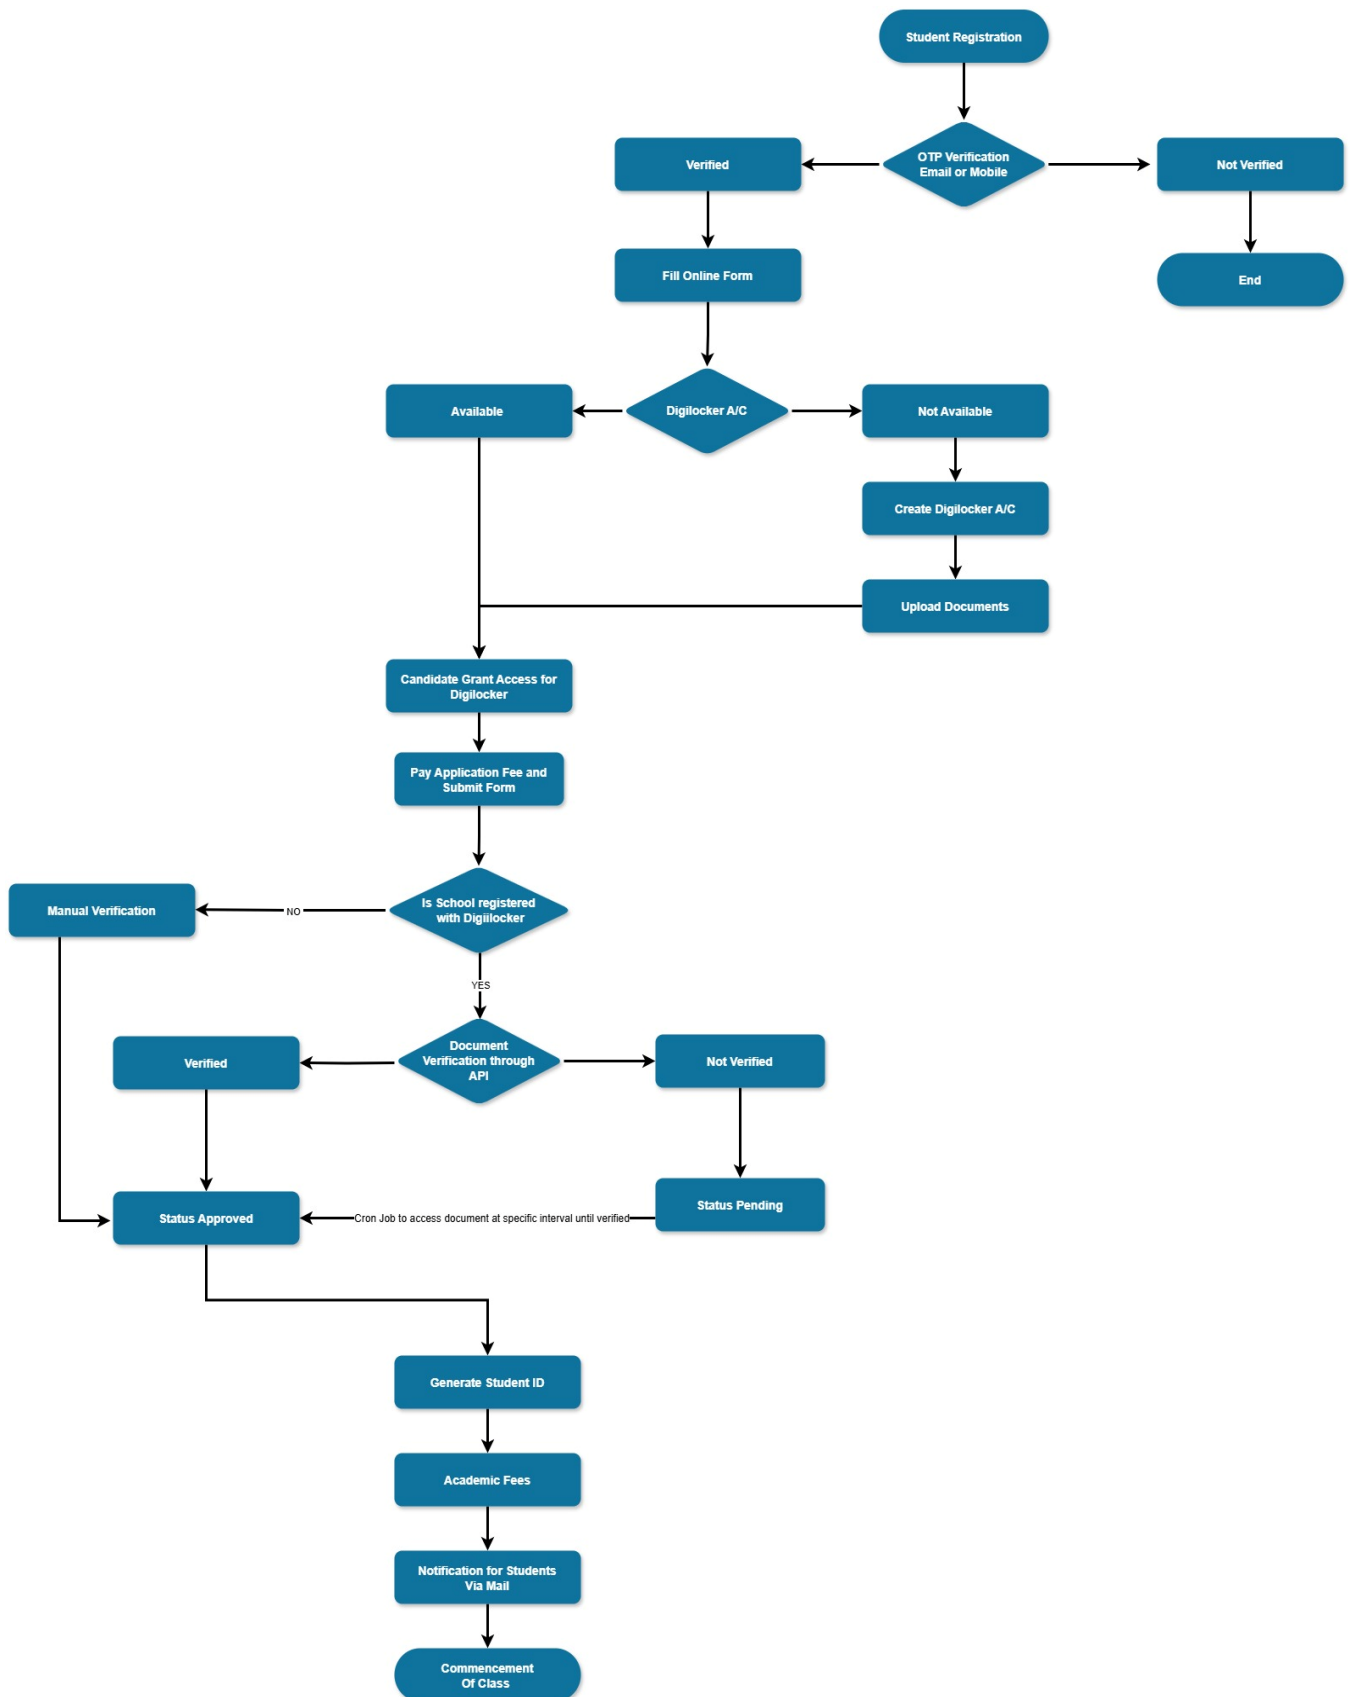 Student Registration
OTP Verification
Email or Mobile
Verified
Not Verified
Fill Online Form
End
Available
Digilocker A/C
Not Available
Create Digilocker A/C
Upload Documents
Candidate Grant Access for
Digilocker
Pay Application Fee and
Submit Form
Is School registered
with Digiilocker
NO
Manual Verification
YES
Document
Verification through
API
Verified
Not Verified
Status Approved
Cron Job to access document at specific interval until verified
Status Pending
Generate Student ID
Academic Fees
Notification for Students
Via Mail
Commencement
Of Class